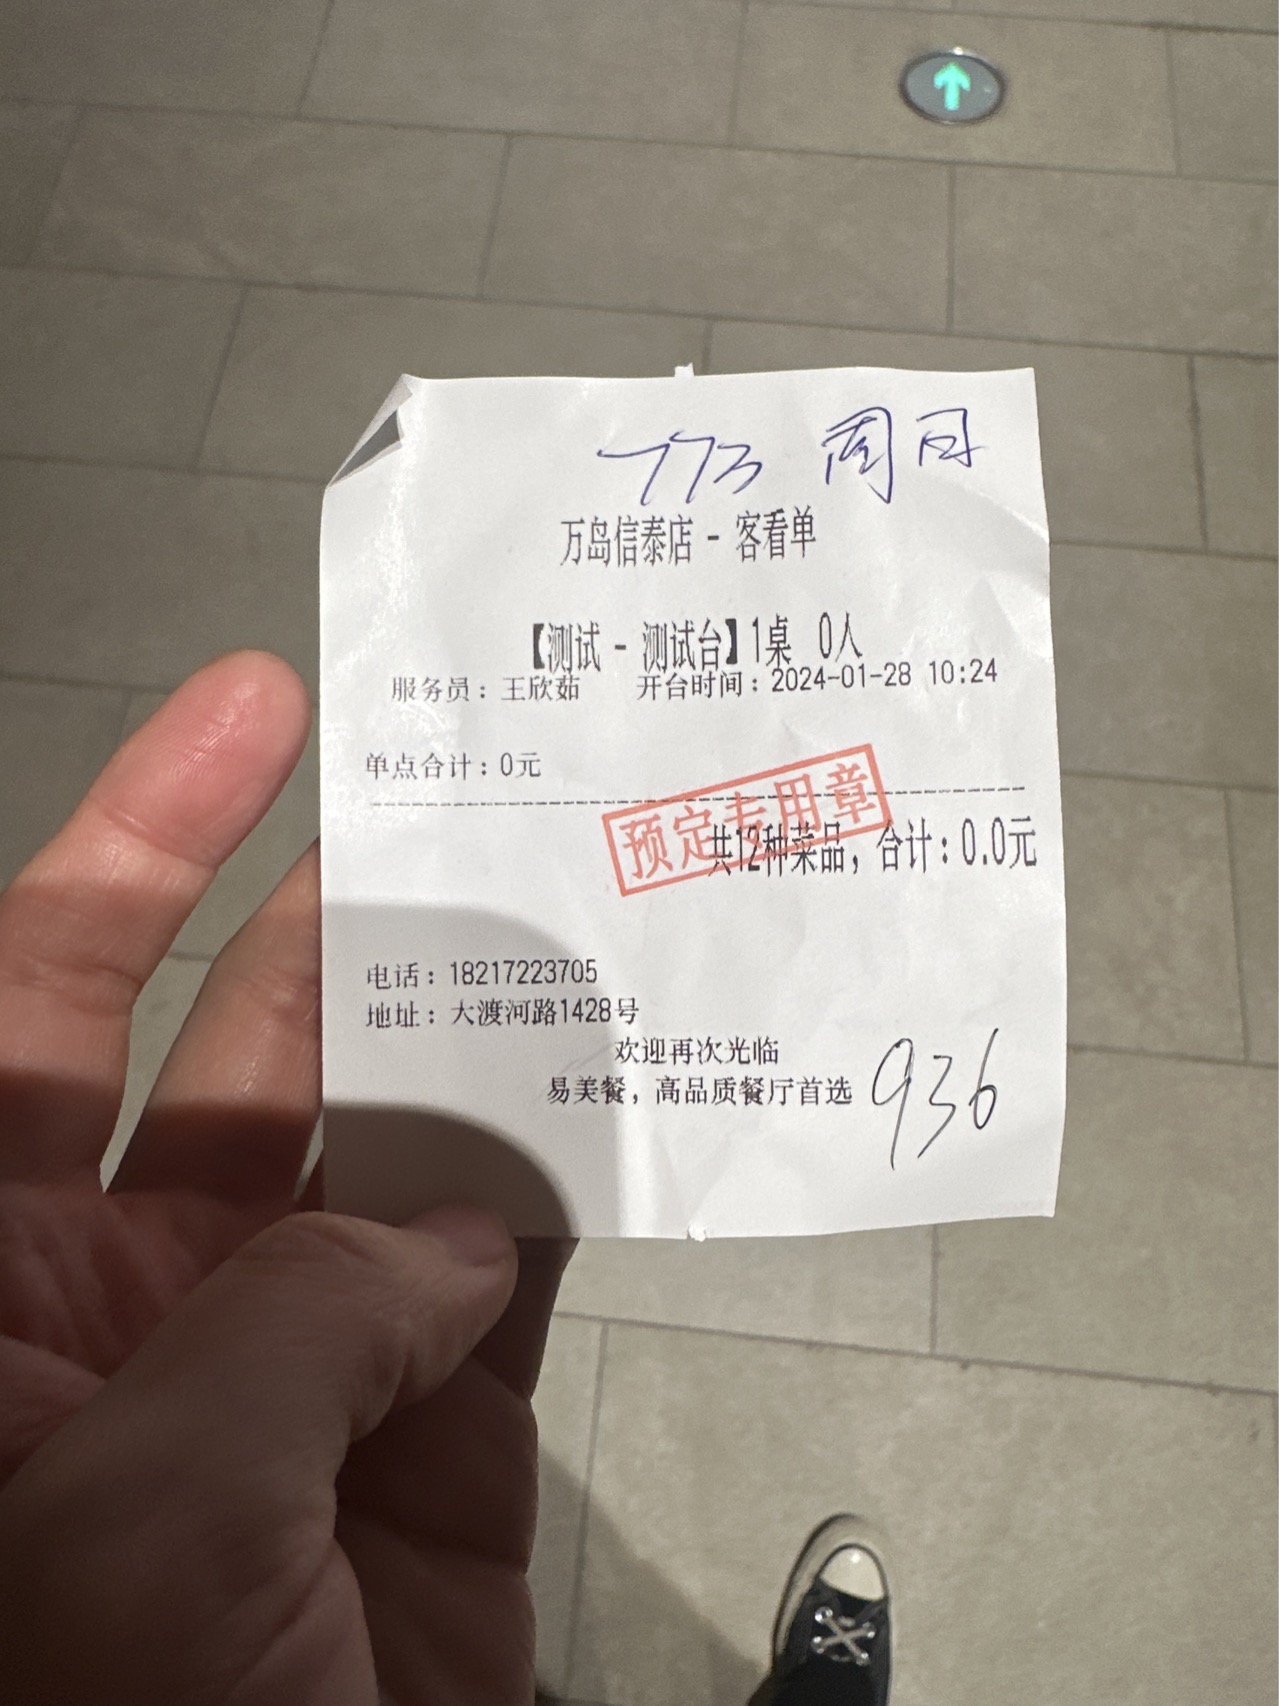 773 周日
万岛信泰店 - 客看单
【测试 - 测试台】1桌 0人
服务员：王欣茹 开台时间：2024-01-28 10:24
单点合计：0元
预定专用章
共12种菜品，合计：0.0元
电话：18217223705
地址：大渡河路1428号
欢迎再次光临
易美餐，高品质餐厅首选
936